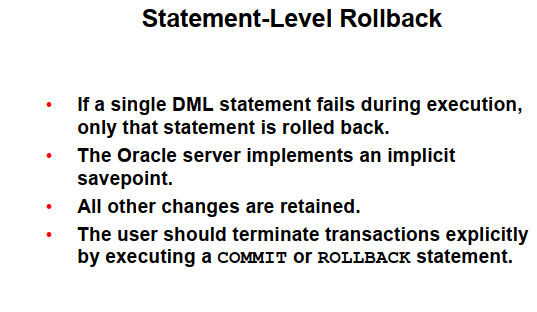 Statement-Level Rollback
• If a single DML statement fails during execution,
only that statement is rolled back.
• The Oracle server implements an implicit
savepoint.
• All other changes are retained.
• The user should terminate transactions explicitly
by executing a COMMIT or ROLLBACK statement.